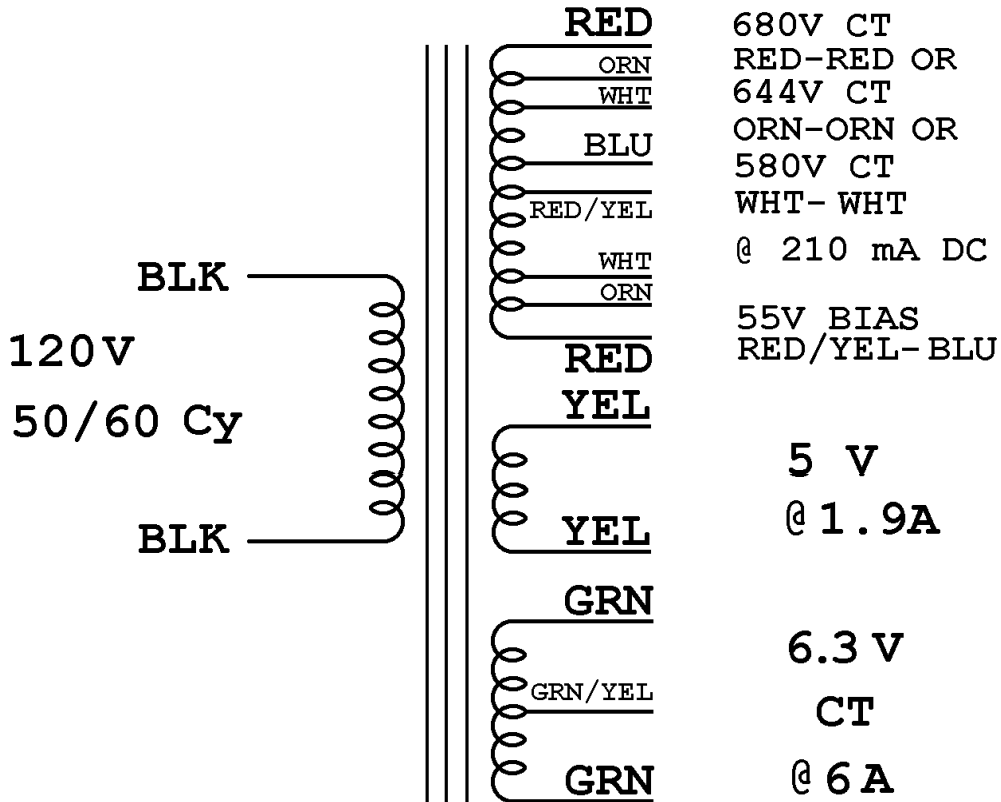 RED
ORN
WHT
BLU
RED/YEL
WHT
ORN
RED
680V CT
RED-RED OR
644V CT
ORN-ORN OR
580V CT
WHT-WHT
@ 210 mA DC
55V BIAS
RED/YEL-BLU
BLK
120V
50/60 Cy
BLK
YEL
YEL
5 V
@1.9A
GRN
GRN/YEL
GRN
6.3 V
CT
@6A